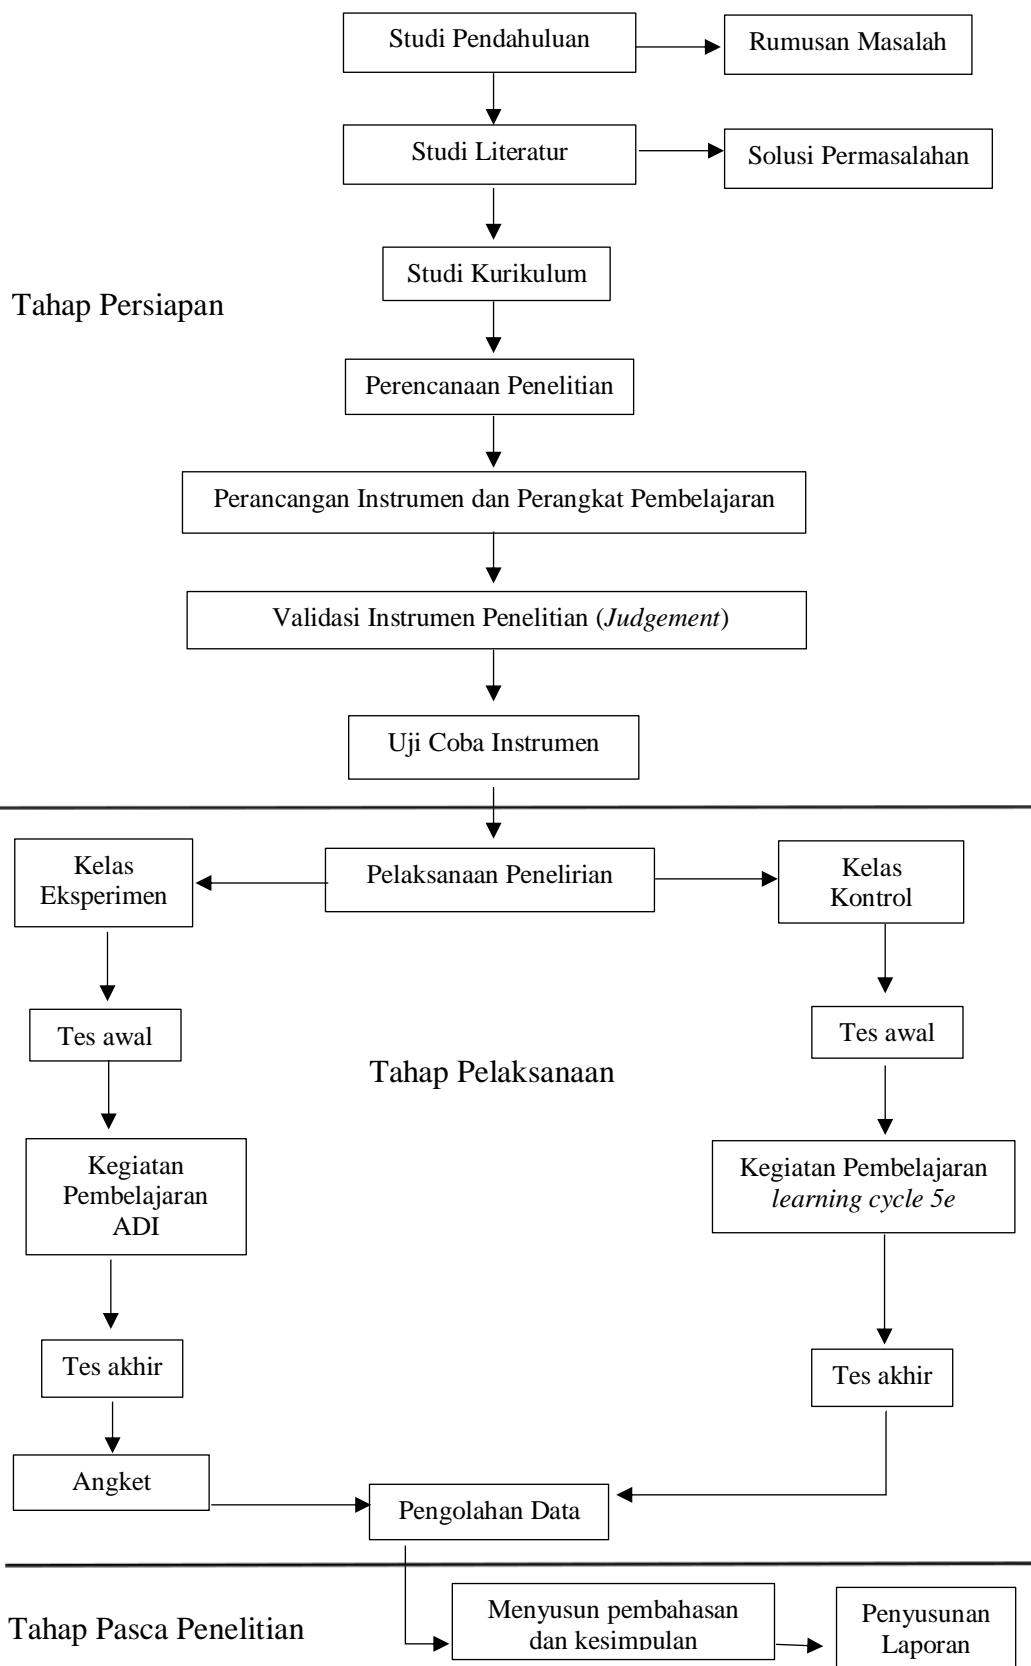 Studi Pendahuluan
Rumusan Masalah
Studi Literatur
Solusi Permasalahan
Studi Kurikulum
Tahap Persiapan
Perencanaan Penelitian
Perancangan Instrumen dan Perangkat Pembelajaran
Validasi Instrumen Penelitian (Judgement)
Uji Coba Instrumen
Kelas
Eksperimen
Pelaksanaan Penelirian
Kelas
Kontrol
Tes awal
Tes awal
Tahap Pelaksanaan
Kegiatan
Pembelajaran
ADI
Kegiatan Pembelajaran
learning cycle 5e
Tes akhir
Tes akhir
Angket
Pengolahan Data
Tahap Pasca Penelitian
Menyusun pembahasan
dan kesimpulan
Penyusunan
Laporan